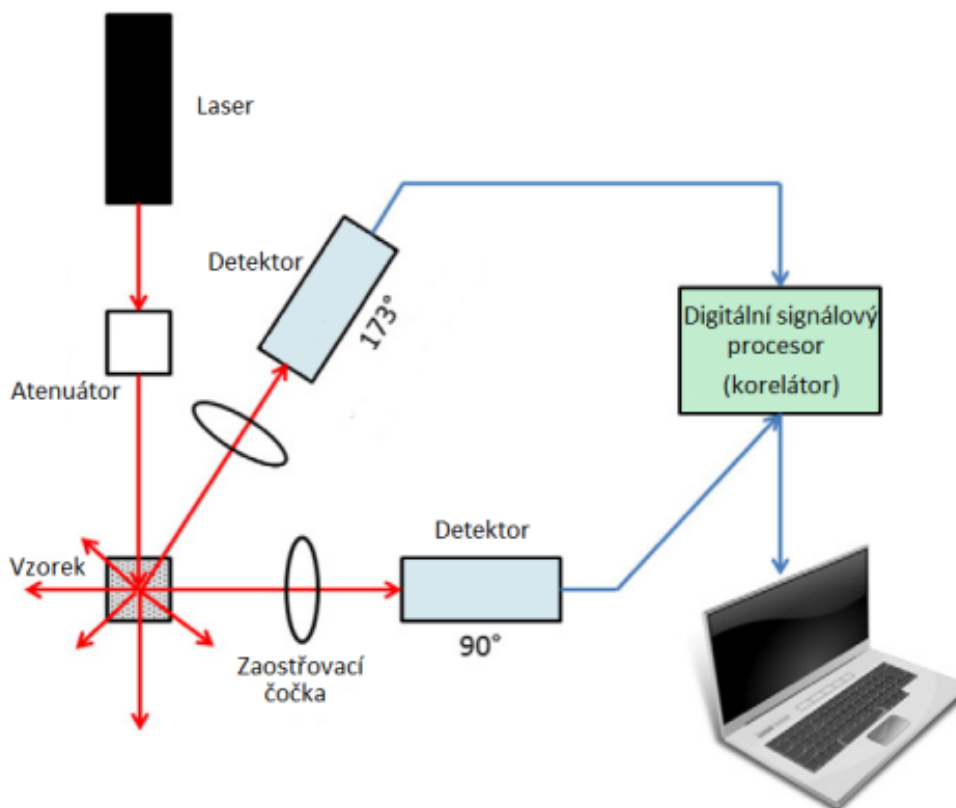 Laser
Detektor
173°
Digitální signálový
procesor
(korelátor)
Atenuátor
Vzorek
Detektor
90°
Zaostřovací
čočka